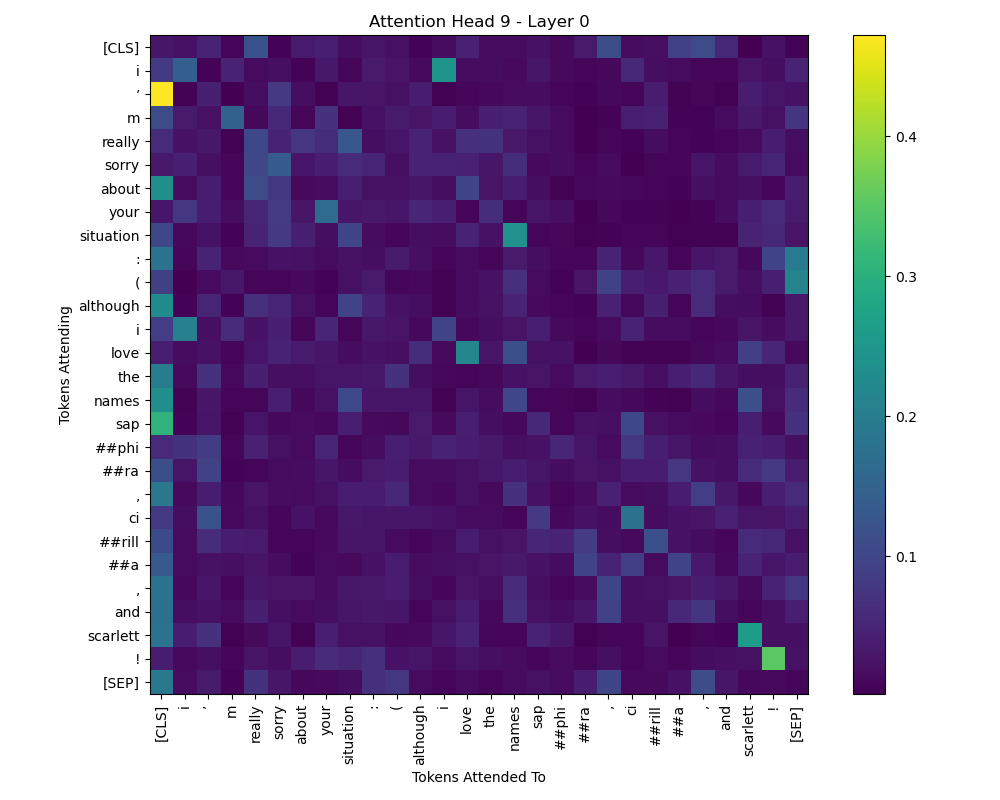 Attention Head 9 - Layer 0
Tokens Attending
[CLS]
i
’
m
really
sorry
about
your
situation
:
(
although
i
love
the
names
sap
##phi
##ra
,
ci
##rill
##a
,
and
scarlett
!
[SEP]
[CLS]
i
’
m
really
sorry
about
your
situation
:
(
although
i
love
the
names
sap
##phi
##ra
,
ci
##rill
##a
,
and
scarlett
!
[SEP]
Tokens Attended To
0.4
0.3
0.2
0.1